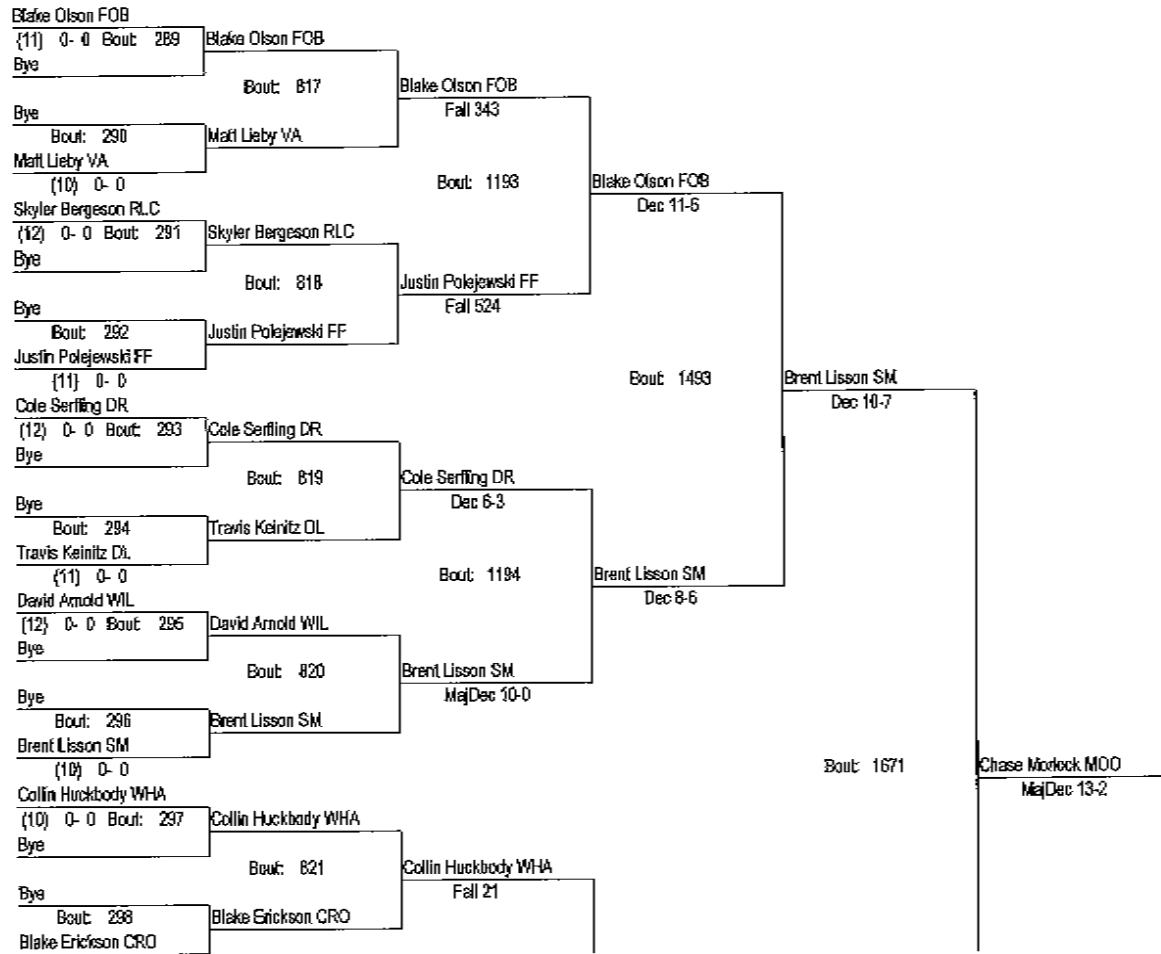 Blake Olson FOB
(11) 0- 0 Bout: 289
Bye
Blake Olson FOB
Bout: 817
Bye
Bout: 290
Matt Lieby VA
(10) 0- 0
Matt Lieby VA
Blake Olson FOB
Fall 343
Bout: 1193
Skyler Bergeson RLC
(12) 0- 0 Bout: 291
Bye
Skyler Bergeson RLC
Bout: 818
Bye
Bout: 292
Justin Polejewski FF
(11) 0- 0
Justin Polejewski FF
Justin Polejewski FF
Fall 524
Blake Olson FOB
Dec 11-6
Bout: 1493
Cole Serfling DR
(12) 0- 0 Bout: 293
Bye
Cole Serfling DR
Bout: 819
Bye
Bout: 294
Travis Keinitz DL
(11) 0- 0
Travis Keinitz DL
Cole Serfling DR
Dec 6-3
Bout: 1194
David Arnold WIL
(12) 0- 0 Bout: 295
Bye
David Arnold WIL
Bout: 820
Bye
Bout: 296
Brent Lisson SM
(10) 0- 0
Brent Lisson SM
Brent Lisson SM
MajDec 10-0
Brent Lisson SM
Dec 8-6
Brent Lisson SM
Dec 10-7
Bout: 1671
Chase Morlock MOO
MajDec 13-2
Collin Huckbody WHA
(10) 0- 0 Bout: 297
Bye
Collin Huckbody WHA
Bout: 821
Bye
Bout: 298
Blake Erickson CRO
Blake Erickson CRO
Collin Huckbody WHA
Fall 21